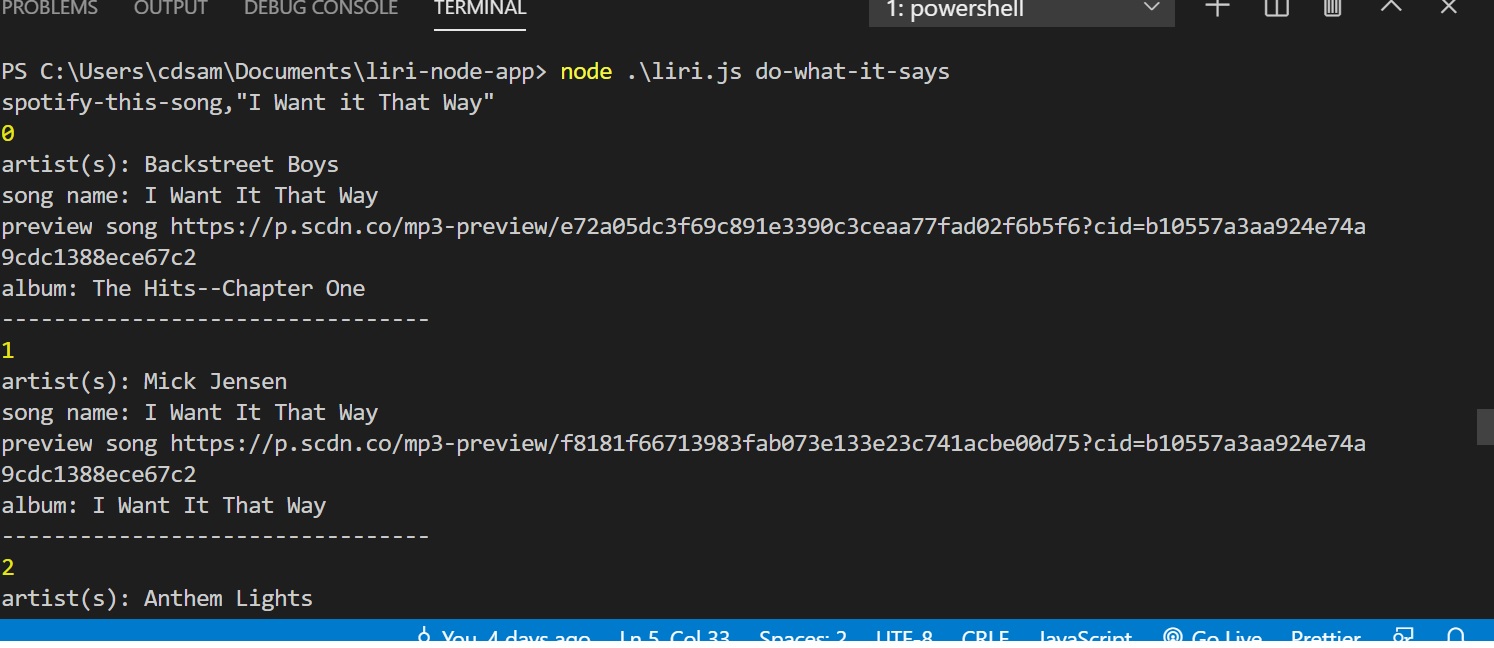 PROBLEMS OUTPUT DEBUG CONSOLE TERMINAL 1: powershell
PS C:\Users\cdsam\Documents\liri-node-app> node .\liri.js do-what-it-says
spotify-this-song,"I Want it That Way"
0
artist(s): Backstreet Boys
song name: I Want It That Way
preview song https://p.scdn.co/mp3-preview/e72a05dc3f69c891e3390c3ceaa77fad02f6b5f6?cid=b10557a3aa924e74a
9cdc1388ece67c2
album: The Hits--Chapter One
---------------------------------
1
artist(s): Mick Jensen
song name: I Want It That Way
preview song https://p.scdn.co/mp3-preview/f8181f66713983fab073e133e23c741acbe00d75?cid=b10557a3aa924e74a
9cdc1388ece67c2
album: I Want It That Way
---------------------------------
2
artist(s): Anthem Lights
You, 4 days ago Ln 5, Col 33 Spaces: 2 UTF-8 CRLF JavaScript Go Live Prettier